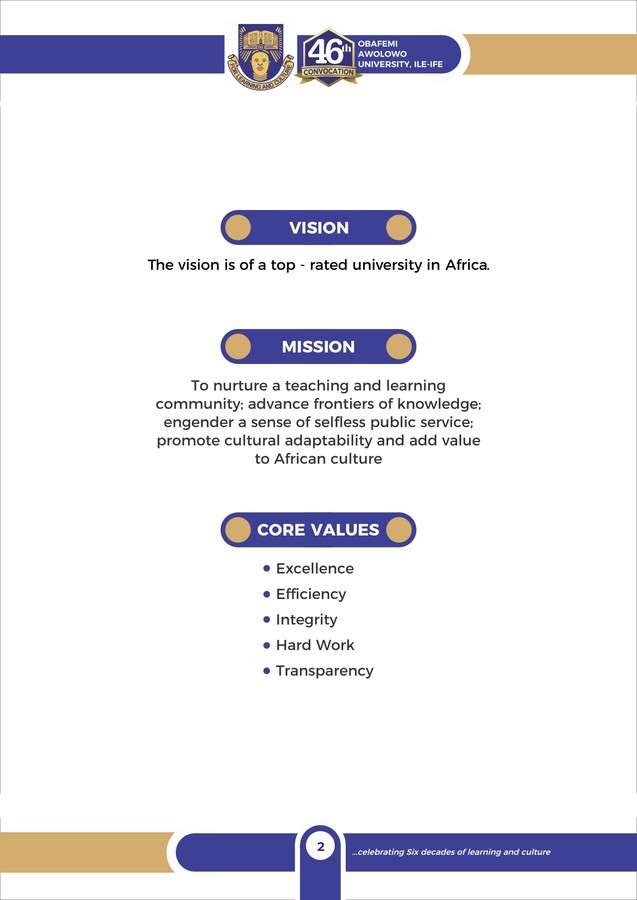 46th
CONVOCATION
FOR LEARNING AND CULTURE
OBAFEMI
AWOLOWO
UNIVERSITY, ILE-IFE
VISION
The vision is of a top - rated university in Africa.
MISSION
To nurture a teaching and learning
community; advance frontiers of knowledge;
engender a sense of selfless public service;
promote cultural adaptability and add value
to African culture
CORE VALUES
Excellence
Efficiency
Integrity
Hard Work
Transparency
2
...celebrating Six decades of learning and culture